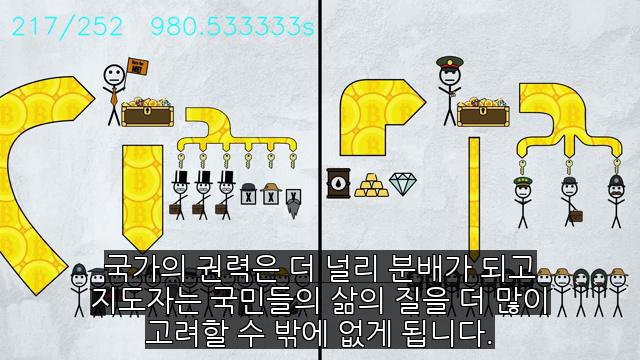 217/252 980.533333s
국가의 권력은 더 널리 분배가 되고
지도자는 국민들의 삶의 질을 더 많이
고려할 수 밖에 없게 됩니다.